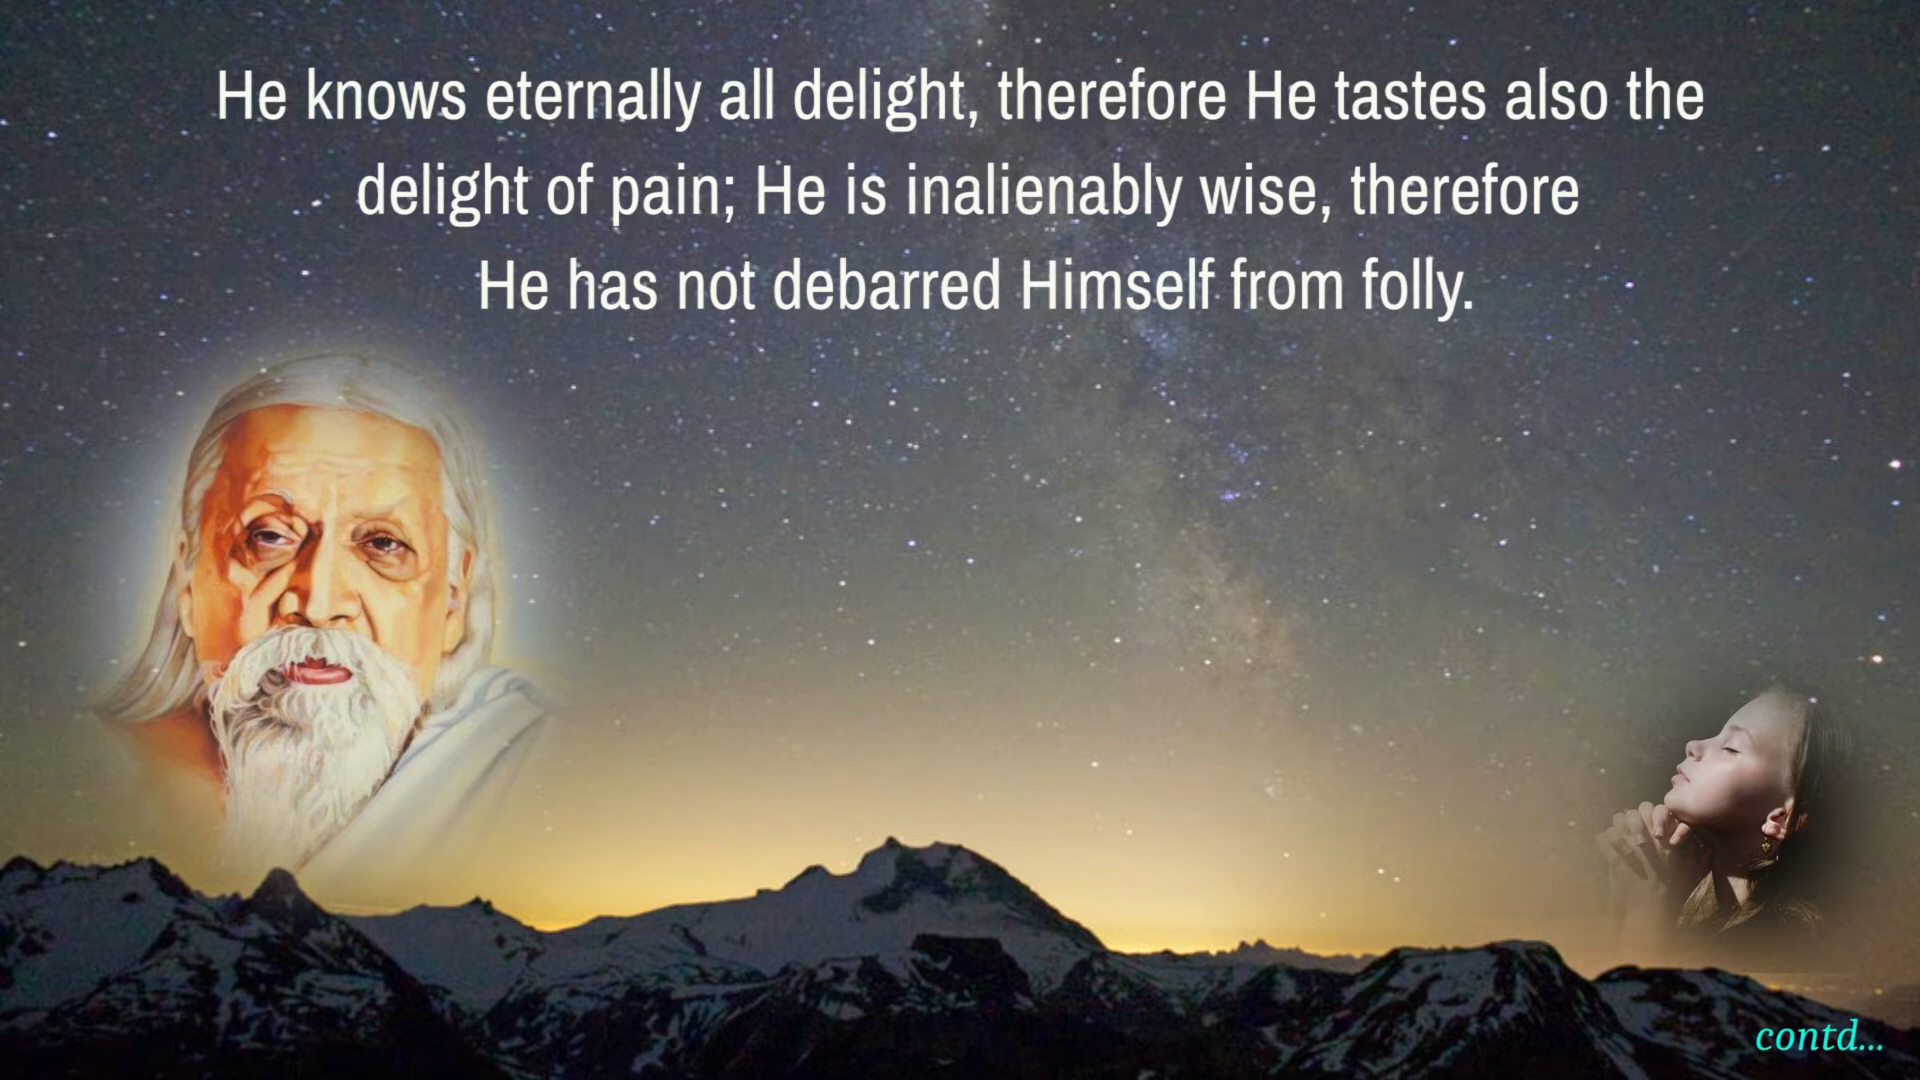 He knows eternally all delight, therefore He tastes also the
delight of pain; He is inalienably wise, therefore
He has not debarred Himself from folly.
contd...